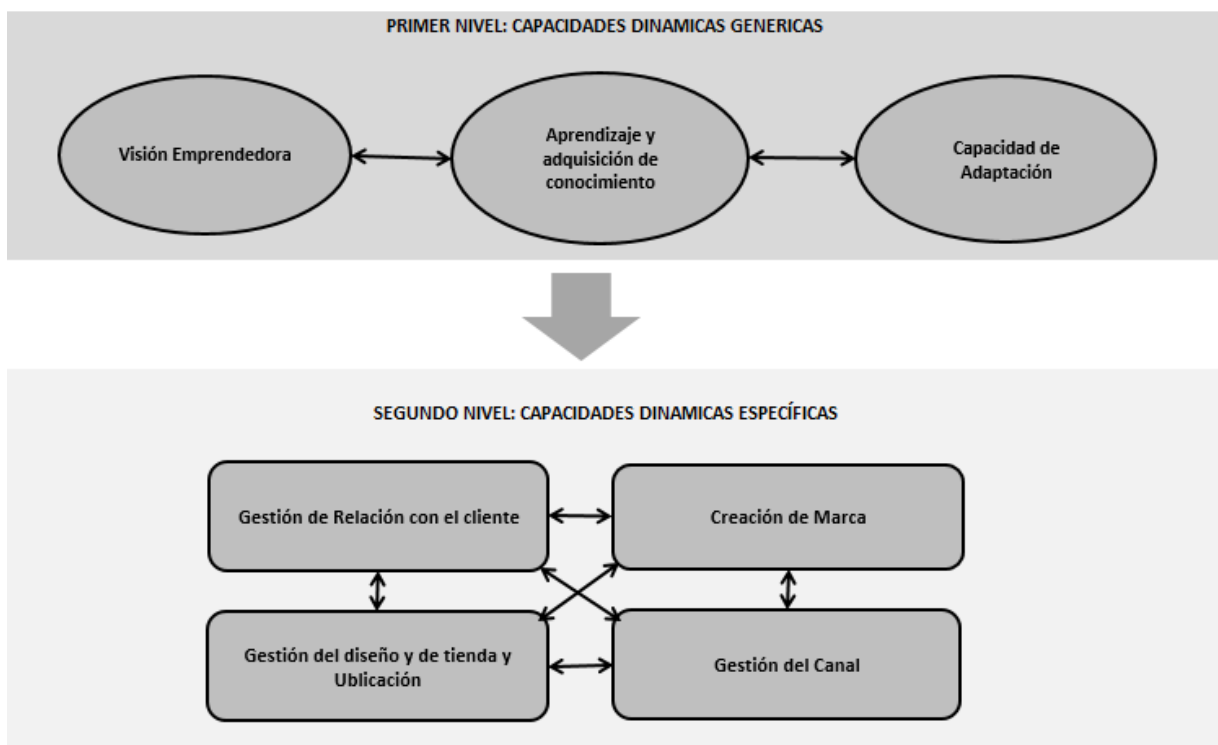 PRIMER NIVEL: CAPACIDADES DINAMICAS GENERICAS
Visión Emprendedora
Aprendizaje y
adquisición de
conocimiento
Capacidad de
Adaptación
SEGUNDO NIVEL: CAPACIDADES DINAMICAS ESPECÍFICAS
Gestión de Relación con el cliente
Creación de Marca
Gestión del diseño y de tienda y
Ublicación
Gestión del Canal